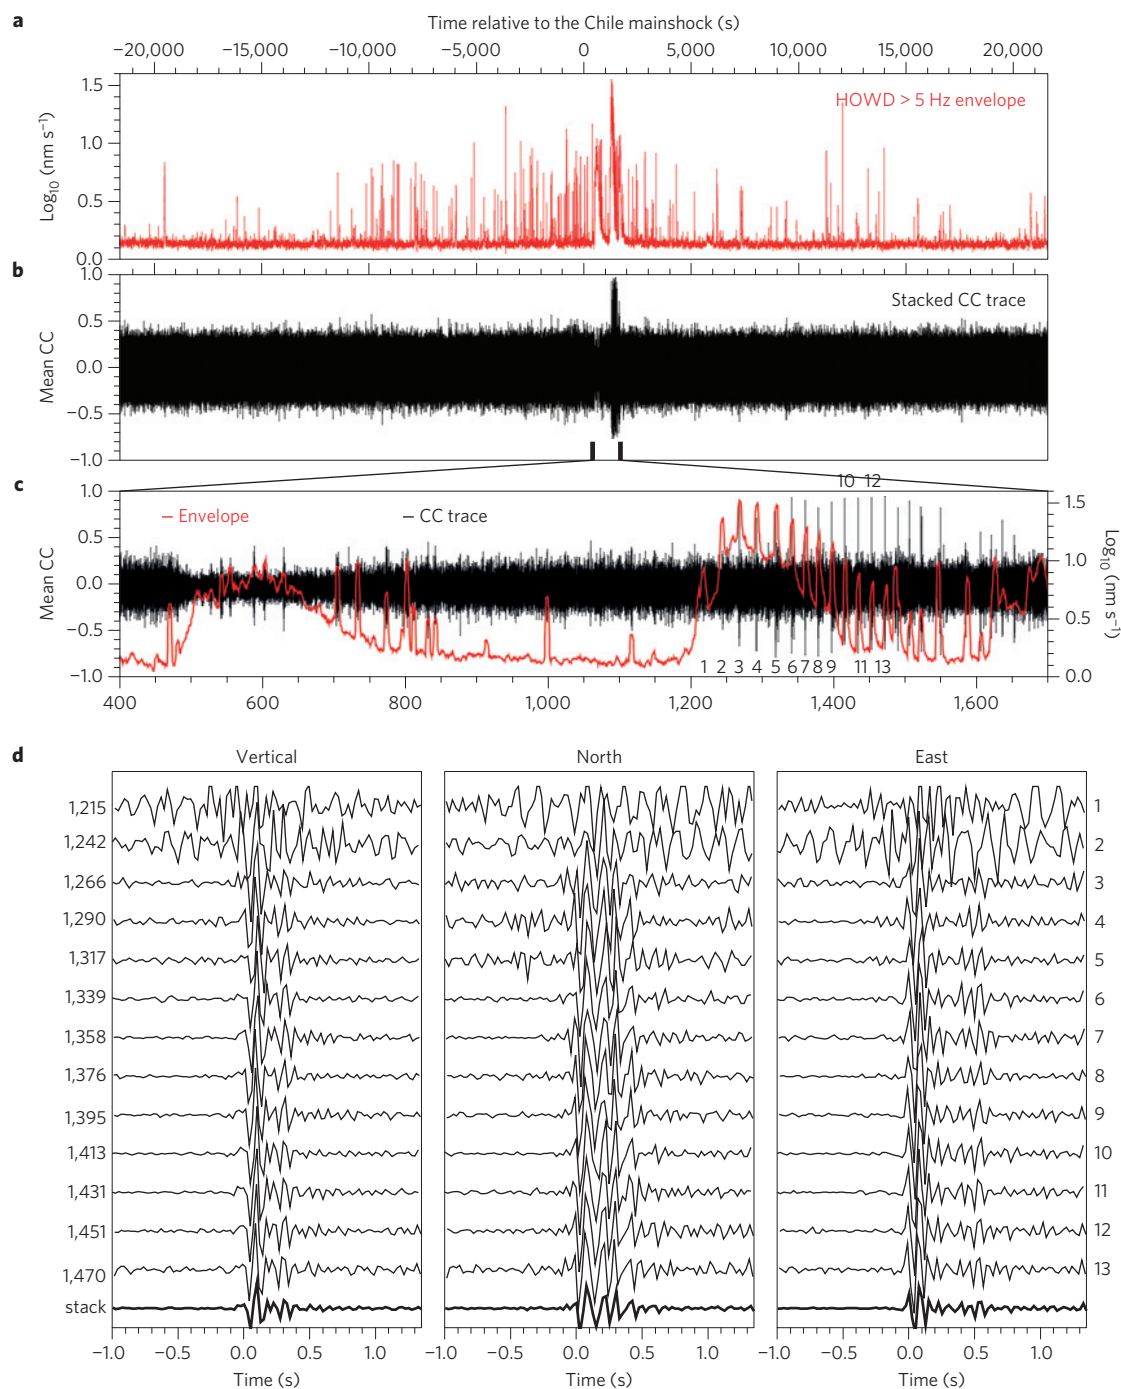 a
Time relative to the Chile mainshock (s)
−20,000 −15,000 −10,000 −5,000 0 5,000 10,000 15,000 20,000
1.5
1.0
0.5
0.0
Log10 (nm s−1)
HOWD > 5 Hz envelope
b
1.0
0.5
0.0
−0.5
−1.0
Mean CC
Stacked CC trace
c
1.0
0.5
0.0
−0.5
−1.0
Mean CC
Envelope
CC trace
10 12
1 2 3 4 5 6 7 8 9 11 13
1.5
1.0
0.5
0.0
Log10 (nm s−1)
400 600 800 1,000 1,200 1,400 1,600
d
Vertical North East
1,215 1
1,242 2
1,266 3
1,290 4
1,317 5
1,339 6
1,358 7
1,376 8
1,395 9
1,413 10
1,431 11
1,451 12
1,470 13
stack
−1.0 −0.5 0.0 0.5 1.0 −1.0 −0.5 0.0 0.5 1.0 −1.0 −0.5 0.0 0.5 1.0
Time (s) Time (s) Time (s)